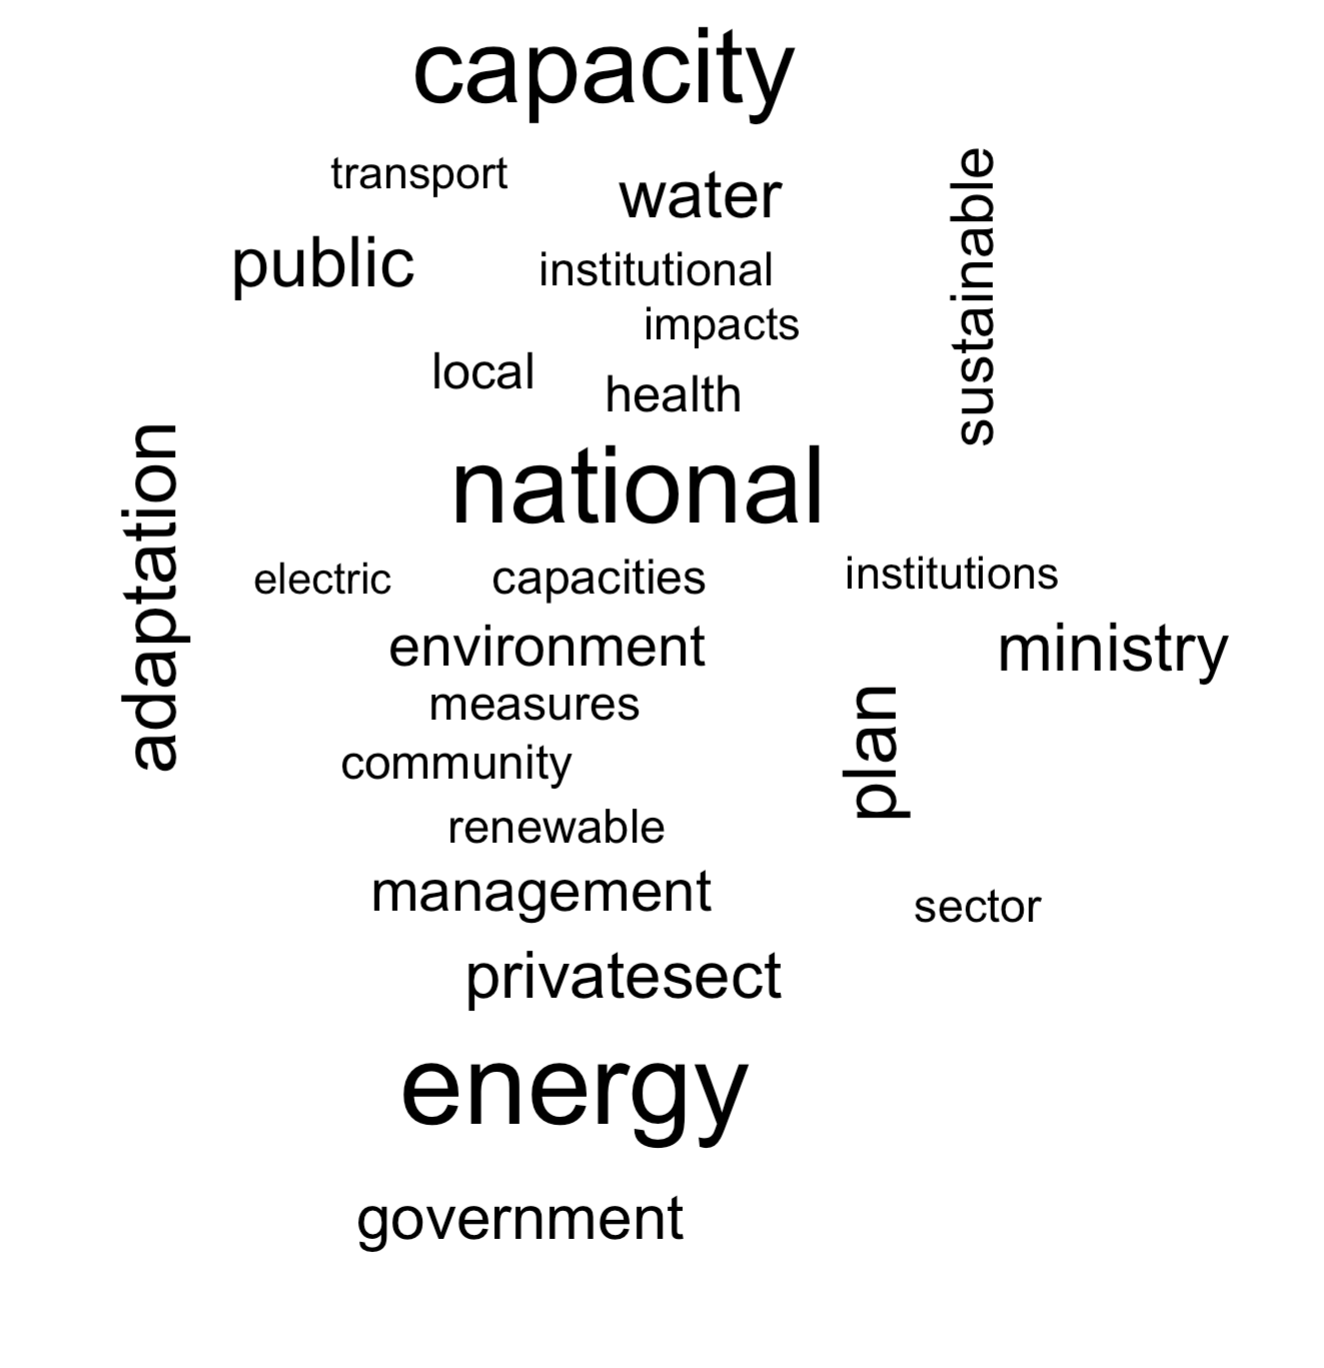 capacity
transport
water
sustainable
public
institutional
impacts
local
health
adaptation
national
electric
capacities
institutions
environment
ministry
measures
plan
community
renewable
management
sector
privatesect
energy
government